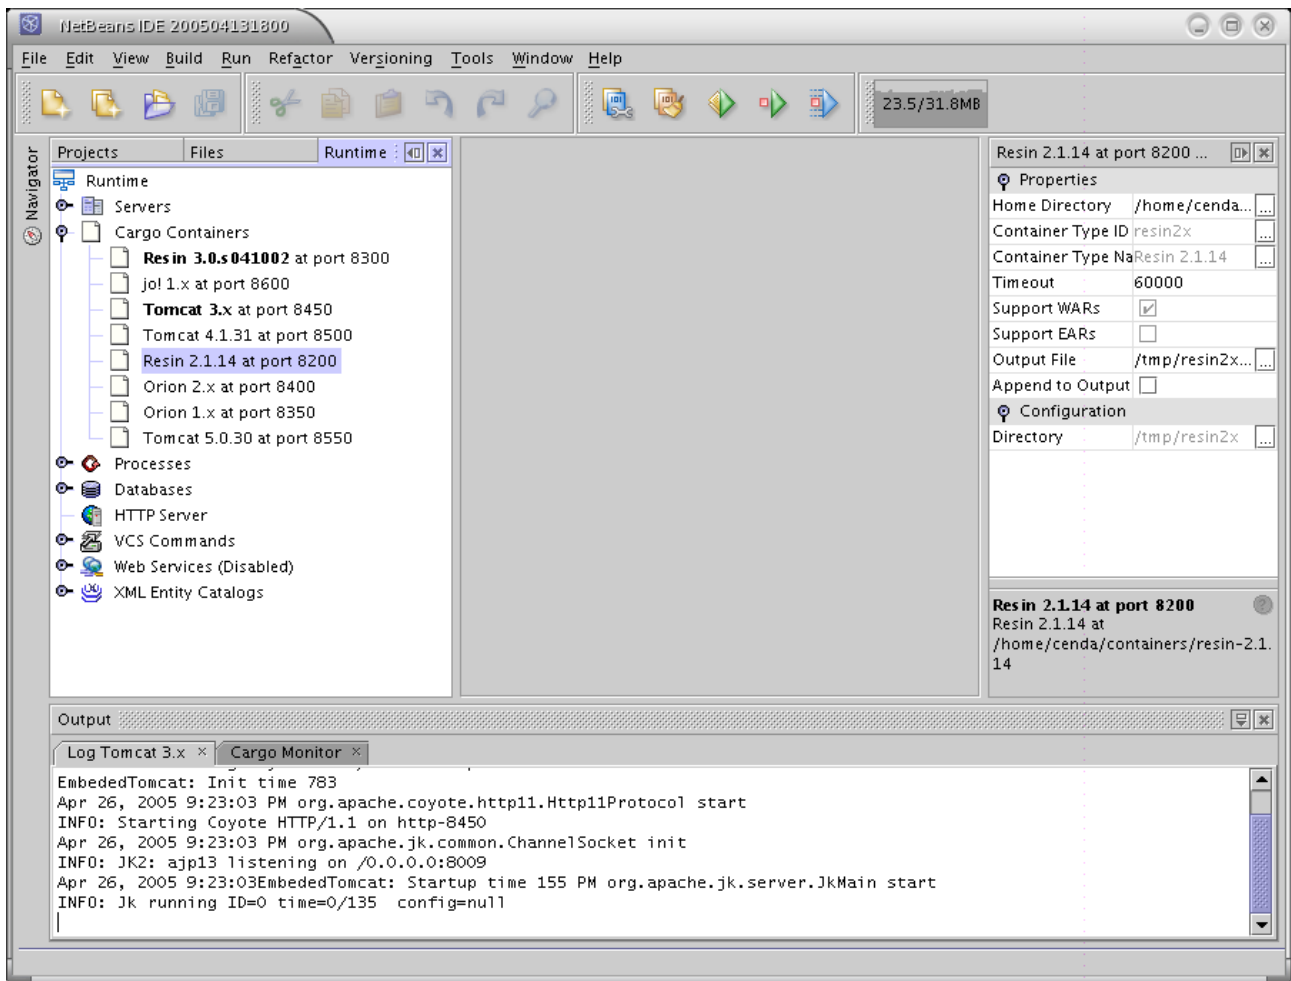 NetBeans IDE 200504131800
File Edit View Build Run Refactor Versioning Tools Window Help
23.5/31.8MB
Navigator
Projects Files Runtime
Runtime
Servers
Cargo Containers
Resin 3.0.s041002 at port 8300
jo! 1.x at port 8600
Tomcat 3.x at port 8450
Tomcat 4.1.31 at port 8500
Resin 2.1.14 at port 8200
Orion 2.x at port 8400
Orion 1.x at port 8350
Tomcat 5.0.30 at port 8550
Processes
Databases
HTTP Server
VCS Commands
Web Services (Disabled)
XML Entity Catalogs
Resin 2.1.14 at port 8200 ...
Properties
Home Directory /home/cenda... ...
Container Type ID resin2x ...
Container Type Na Resin 2.1.14 ...
Timeout 60000
Support WARs
Support EARs
Output File /tmp/resin2x... ...
Append to Output
Configuration
Directory /tmp/resin2x ...
Resin 2.1.14 at port 8200
Resin 2.1.14 at
/home/cenda/containers/resin-2.1.
14
Output
Log Tomcat 3.x Cargo Monitor
EmbededTomcat: Init time 783
Apr 26, 2005 9:23:03 PM org.apache.coyote.http11.Http11Protocol start
INFO: Starting Coyote HTTP/1.1 on http-8450
Apr 26, 2005 9:23:03 PM org.apache.jk.common.ChannelSocket init
INFO: JK2: ajp13 listening on /0.0.0.0:8009
Apr 26, 2005 9:23:03EmbededTomcat: Startup time 155 PM org.apache.jk.server.JkMain start
INFO: Jk running ID=0 time=0/135  config=null